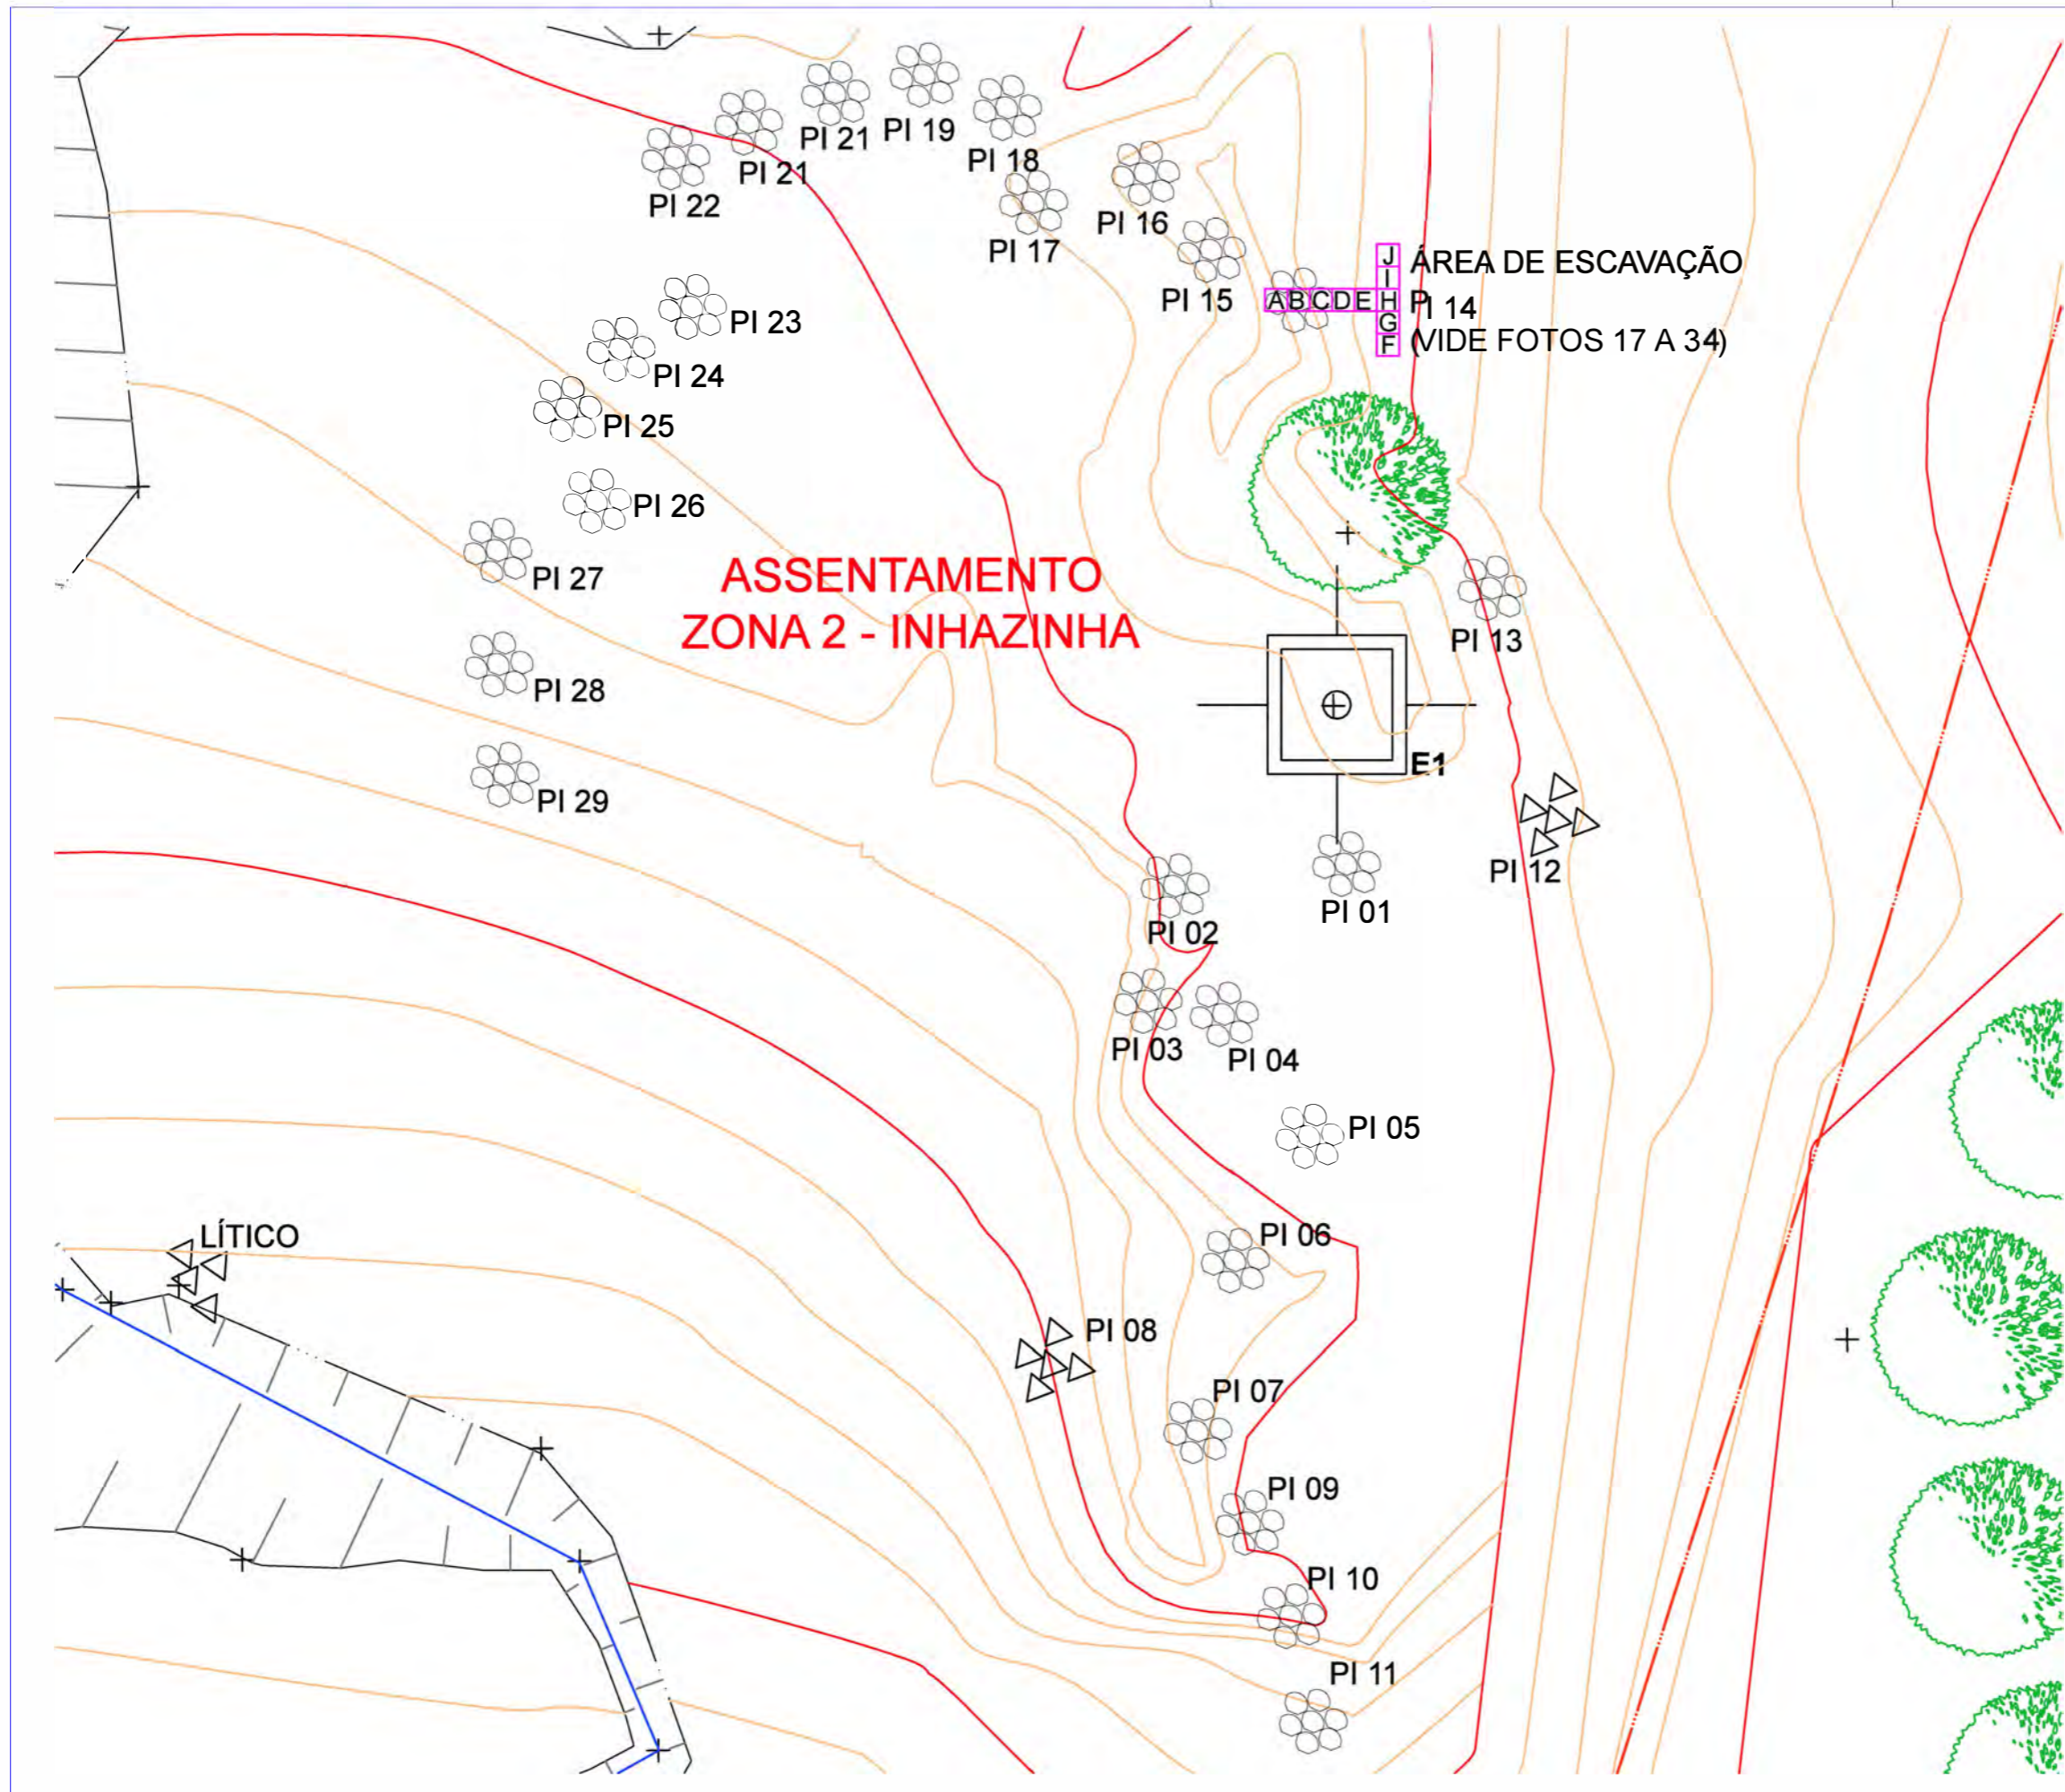 PI 21
PI 19
PI 18
PI 21
PI 22
PI 16
PI 17
J
ÁREA DE ESCAVAÇÃO
I
PI 15
A B C D E H
PI 14
G
F
(VIDE FOTOS 17 A 34)
PI 23
PI 24
PI 25
PI 26
PI 27
ASSENTAMENTO
ZONA 2 - INHAZINHA
PI 13
PI 28
E1
PI 29
PI 12
PI 01
PI 02
PI 03
PI 04
PI 05
LÍTICO
PI 06
PI 08
PI 07
PI 09
PI 10
PI 11